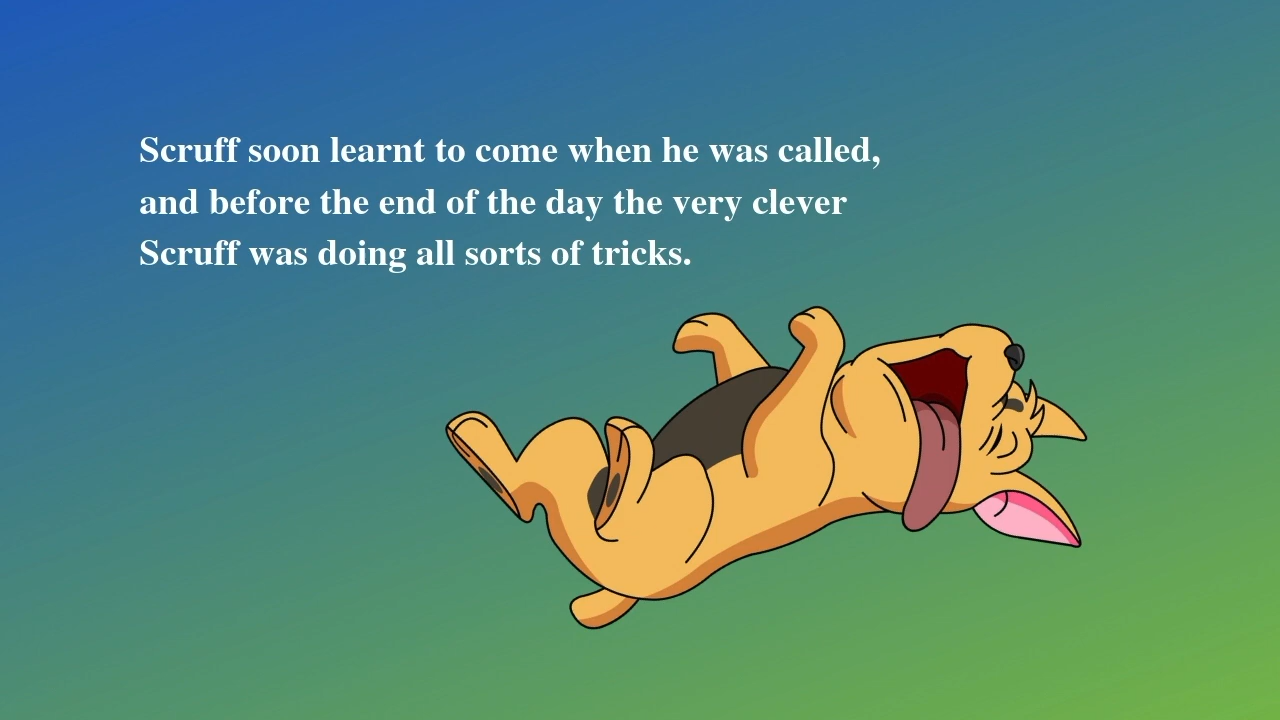 Scruff soon learnt to come when he was called,
and before the end of the day the very clever
Scruff was doing all sorts of tricks.